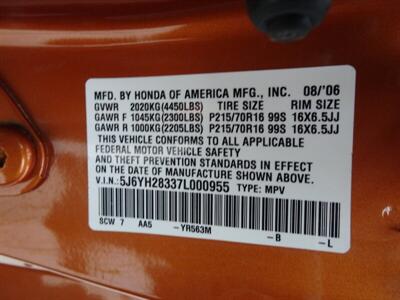 MFD. BY HONDA OF AMERICA MFG., INC. 08/'06
GVWR 2020KG(4450LBS) TIRE SIZE RIM SIZE
GAWR F 1045KG(2300LBS) P215/70R16 99S 16X6.5JJ
GAWR R 1000KG(2205LBS) P215/70R16 99S 16X6.5JJ
THIS VEHICLE CONFORMS TO ALL APPLICABLE
FEDERAL MOTOR VEHICLE SAFETY
AND THEFT PREVENTION STANDARDS IN EFFECT
ON THE DATE OF MANUFACTURE SHOWN ABOVE.
V.I.N.: 5J6YH28337L000955 TYPE: MPV
SCW 7 AA5 -YR563M -B -L